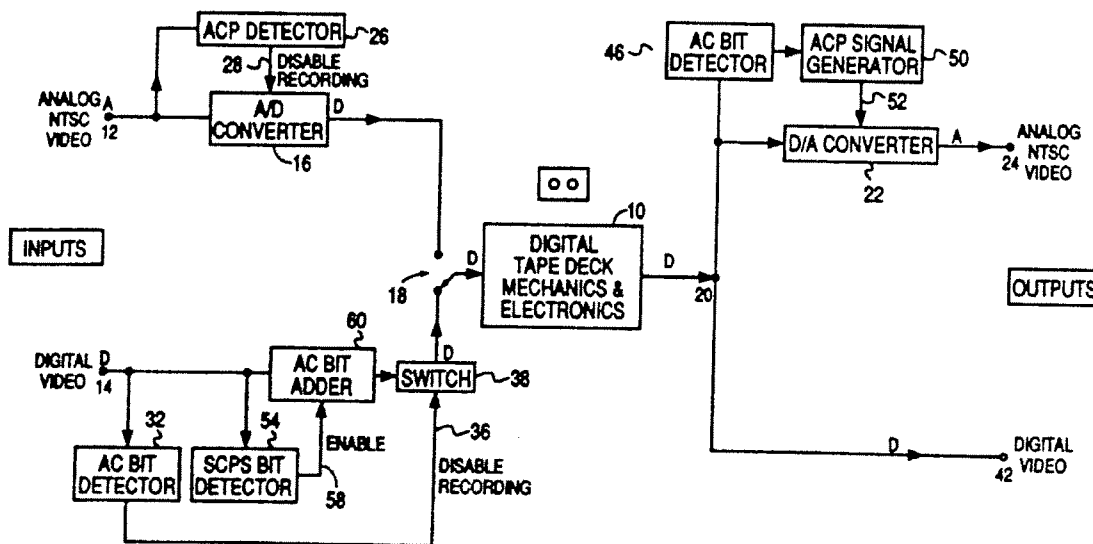 ACP DETECTOR
26
28
DISABLE
RECORDING
ANALOG
NTSC
VIDEO
A
12
A/D
CONVERTER
D
16
INPUTS
18
D
10
DIGITAL
TAPE DECK
MECHANICS &
ELECTRONICS
D
20
46
AC BIT
DETECTOR
ACP SIGNAL
GENERATOR
50
52
D/A CONVERTER
A
22
24
ANALOG
NTSC
VIDEO
OUTPUTS
DIGITAL
VIDEO
D
14
60
AC BIT
ADDER
D
SWITCH
38
32
AC BIT
DETECTOR
54
SCPS BIT
DETECTOR
ENABLE
58
36
DISABLE
RECORDING
D
42
DIGITAL
VIDEO